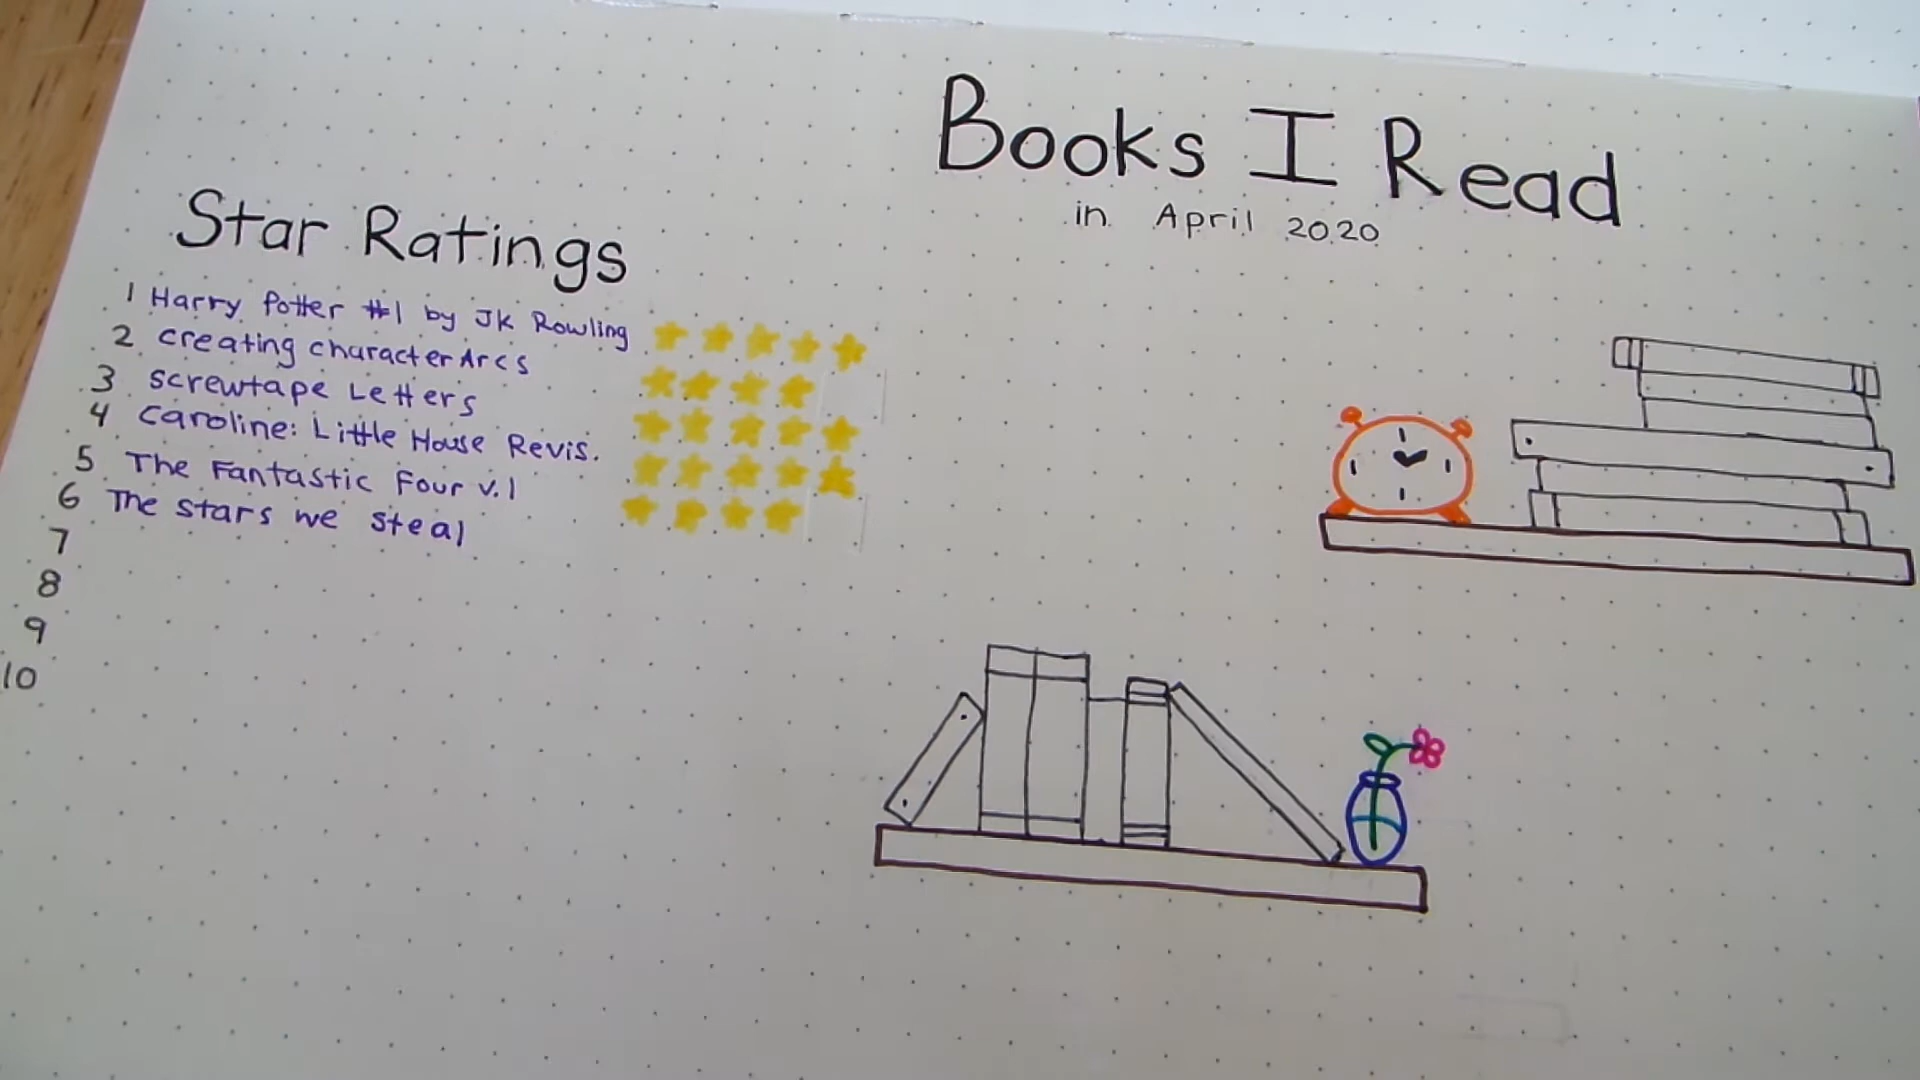 Books I Read
in April 2020
Star Ratings
1 Harry Potter #1 by JK Rowling
2 creating character Arcs
3 screwtape Letters
4 Caroline: Little House Revis.
5 The Fantastic Four v.1
6 The stars we steal
7
8
9
10